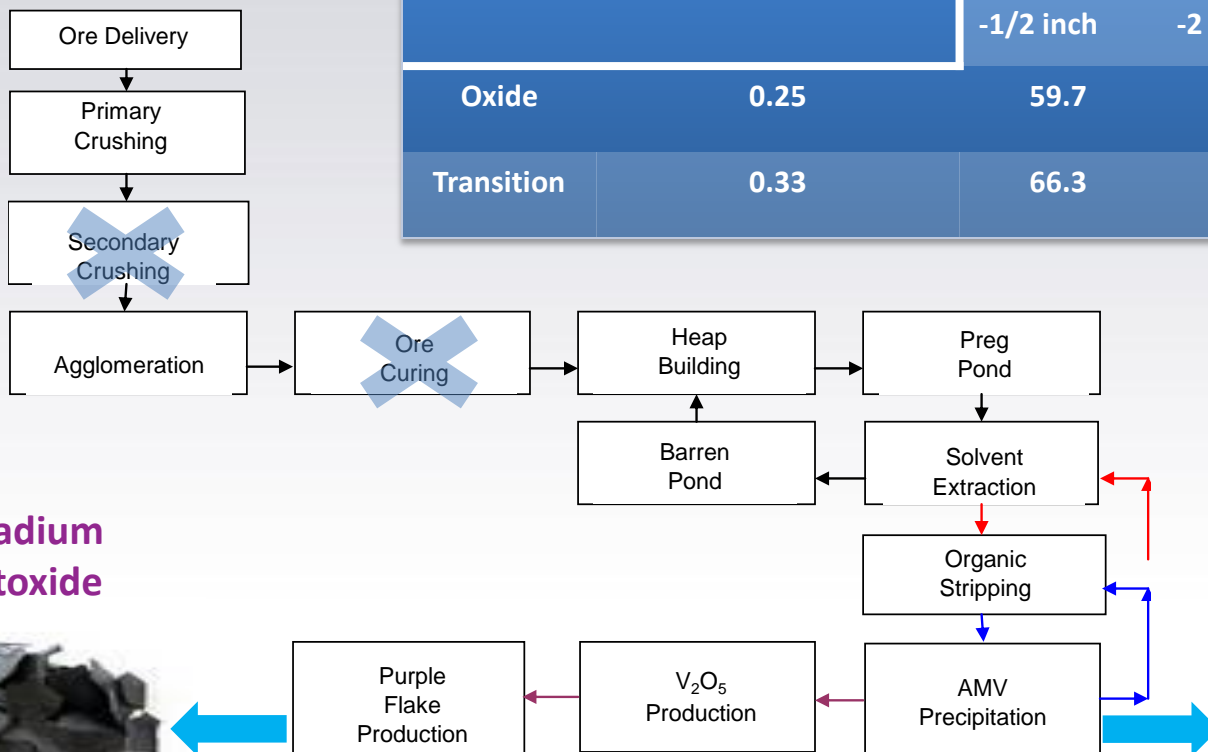 Ore Delivery
Primary
Crushing
Secondary
Crushing
-1/2 inch -2
Oxide 0.25 59.7
Transition 0.33 66.3
Agglomeration
Ore
Curing
Heap
Building
Preg
Pond
Barren
Pond
Solvent
Extraction
adium
toxide
Organic
Stripping
Purple
Flake
Production
V₂O₅
Production
AMV
Precipitation